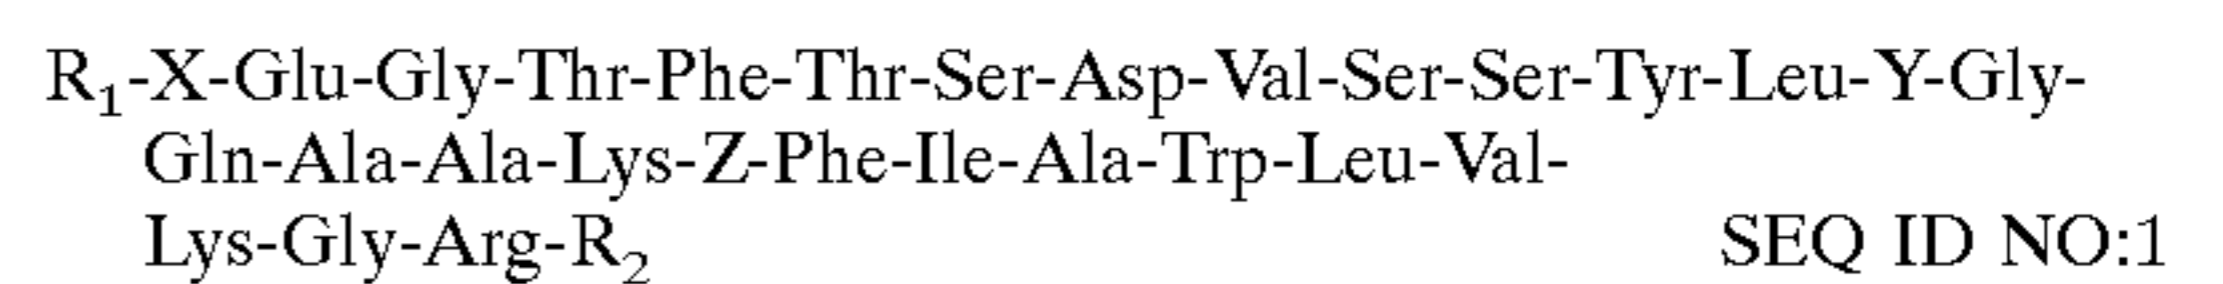 R₁-X-Glu-Gly-Thr-Phe-Thr-Ser-Asp-Val-Ser-Ser-Tyr-Leu-Y-Gly-
Gln-Ala-Ala-Lys-Z-Phe-Ile-Ala-Trp-Leu-Val-
Lys-Gly-Arg-R₂ SEQ ID NO:1